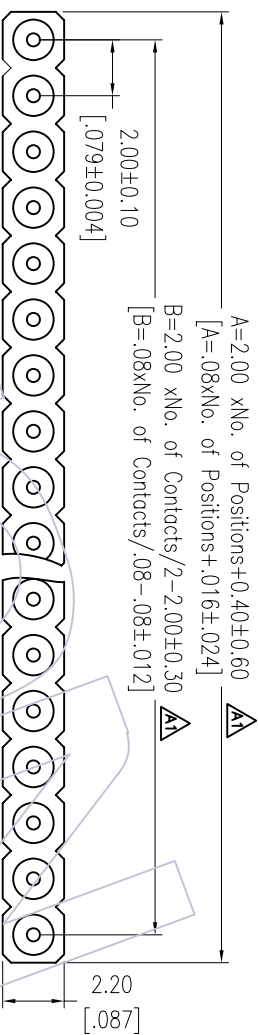 A=2.00 xNo. of Positions+0.40±0.60
[A=.08xNo. of Positions+.016±.024]
A1
B=2.00 xNo. of Contacts/2-2.00±0.30
[B=.08xNo. of Contacts/.08-.08±.012]
A1
2.00±0.10
[.079±0.004]
2.20
[.087]